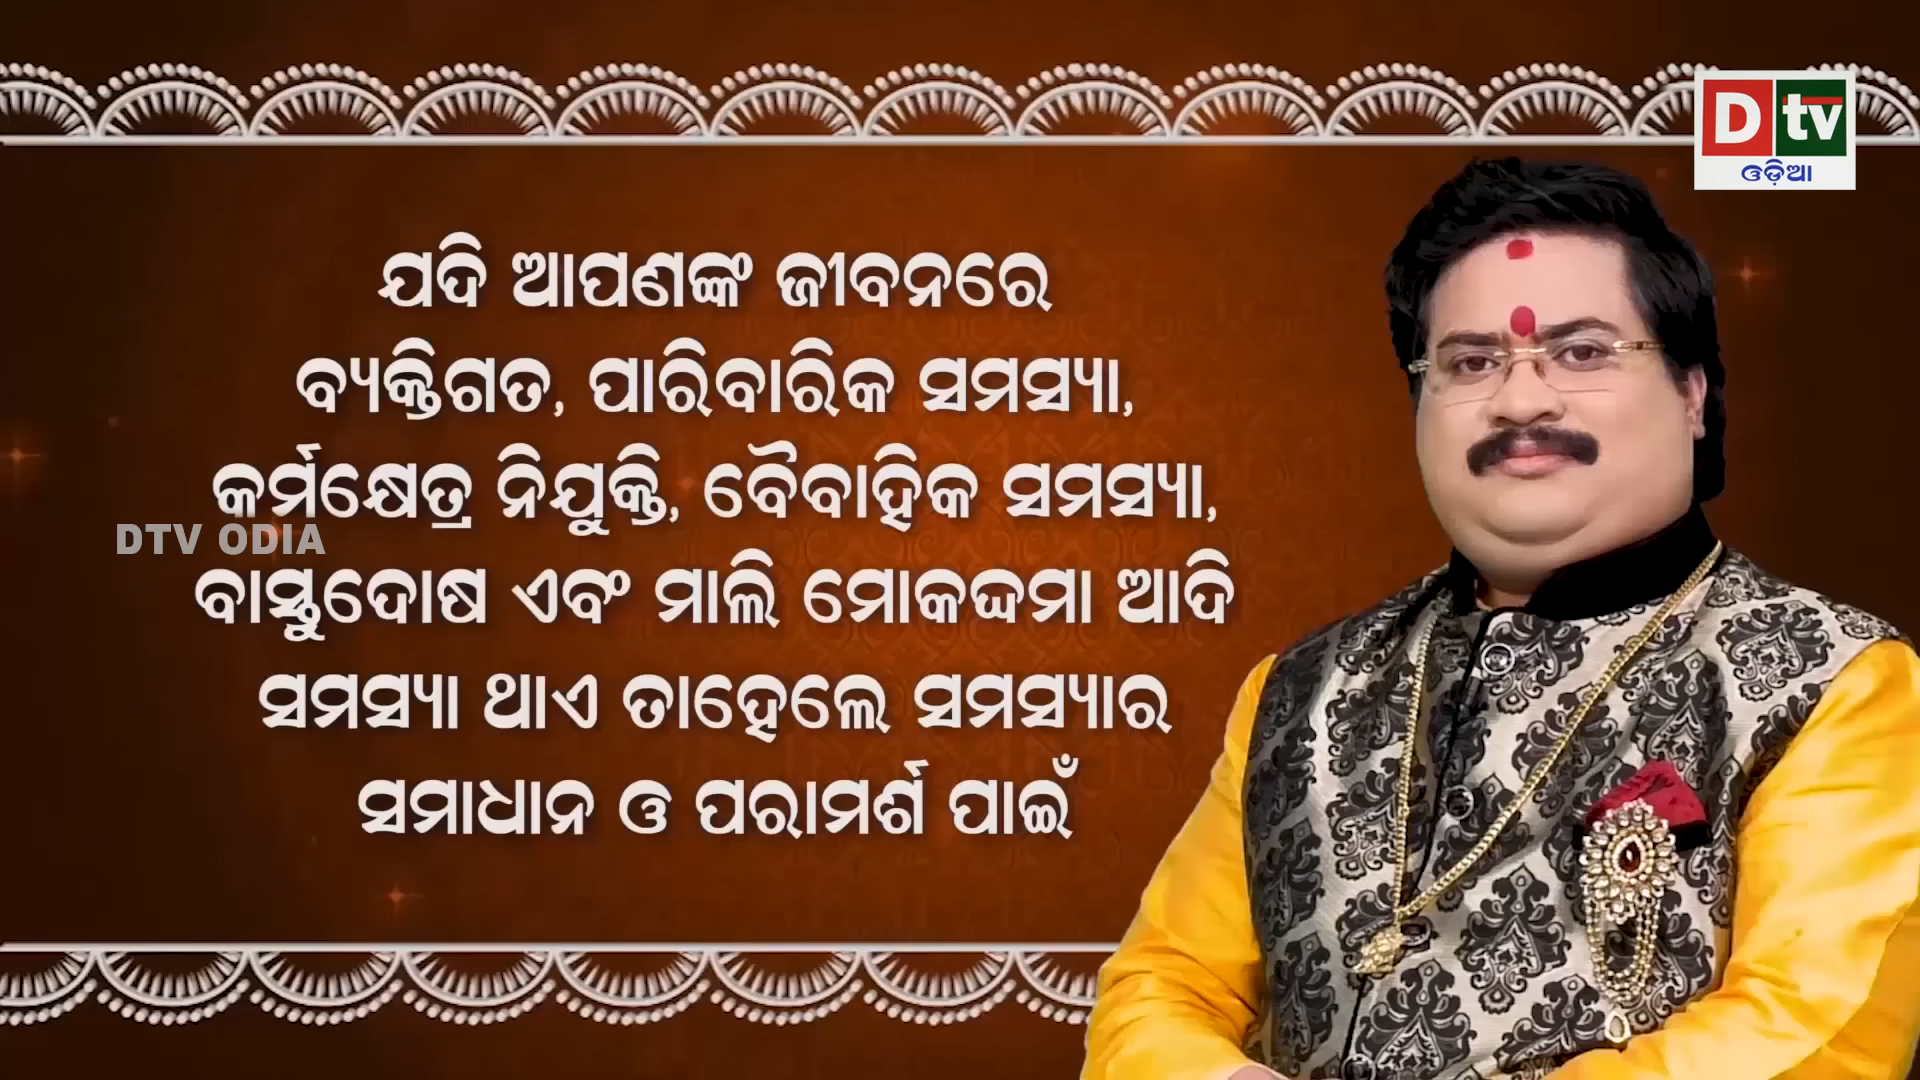 D tv
ଓଡ଼ିଆ
ଯଦି ଆପଣଙ୍କ ଜୀବନରେ
ବ୍ୟକ୍ତିଗତ, ପାରିବାରିକ ସମସ୍ୟା,
କର୍ମକ୍ଷେତ୍ର ନିଯୁକ୍ତି, ବୈବାହିକ ସମସ୍ୟା,
DTV ODIA
ବାସ୍ତୁଦୋଷ ଏବଂ ମାଲି ମୋକଦ୍ଦମା ଆଦି
ସମସ୍ୟା ଥାଏ ତାହେଲେ ସମସ୍ୟାର
ସମାଧାନ ଓ ପରାମର୍ଶ ପାଇଁ